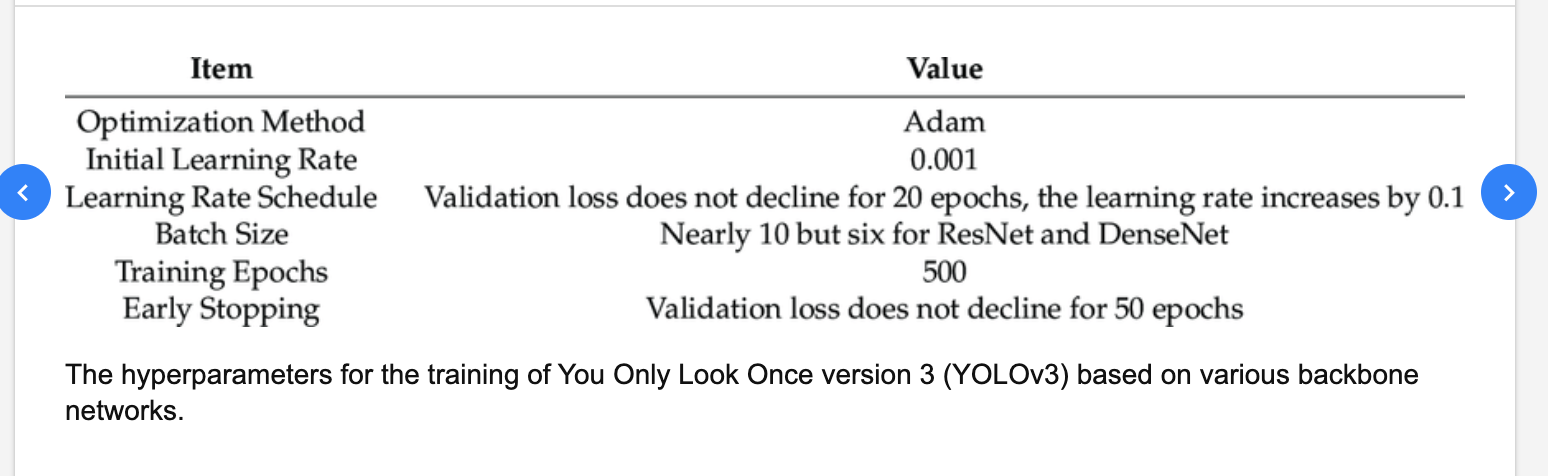 Item Value
Optimization Method Adam
Initial Learning Rate 0.001
Learning Rate Schedule Validation loss does not decline for 20 epochs, the learning rate increases by 0.1
Batch Size Nearly 10 but six for ResNet and DenseNet
Training Epochs 500
Early Stopping Validation loss does not decline for 50 epochs
The hyperparameters for the training of You Only Look Once version 3 (YOLOv3) based on various backbone
networks.